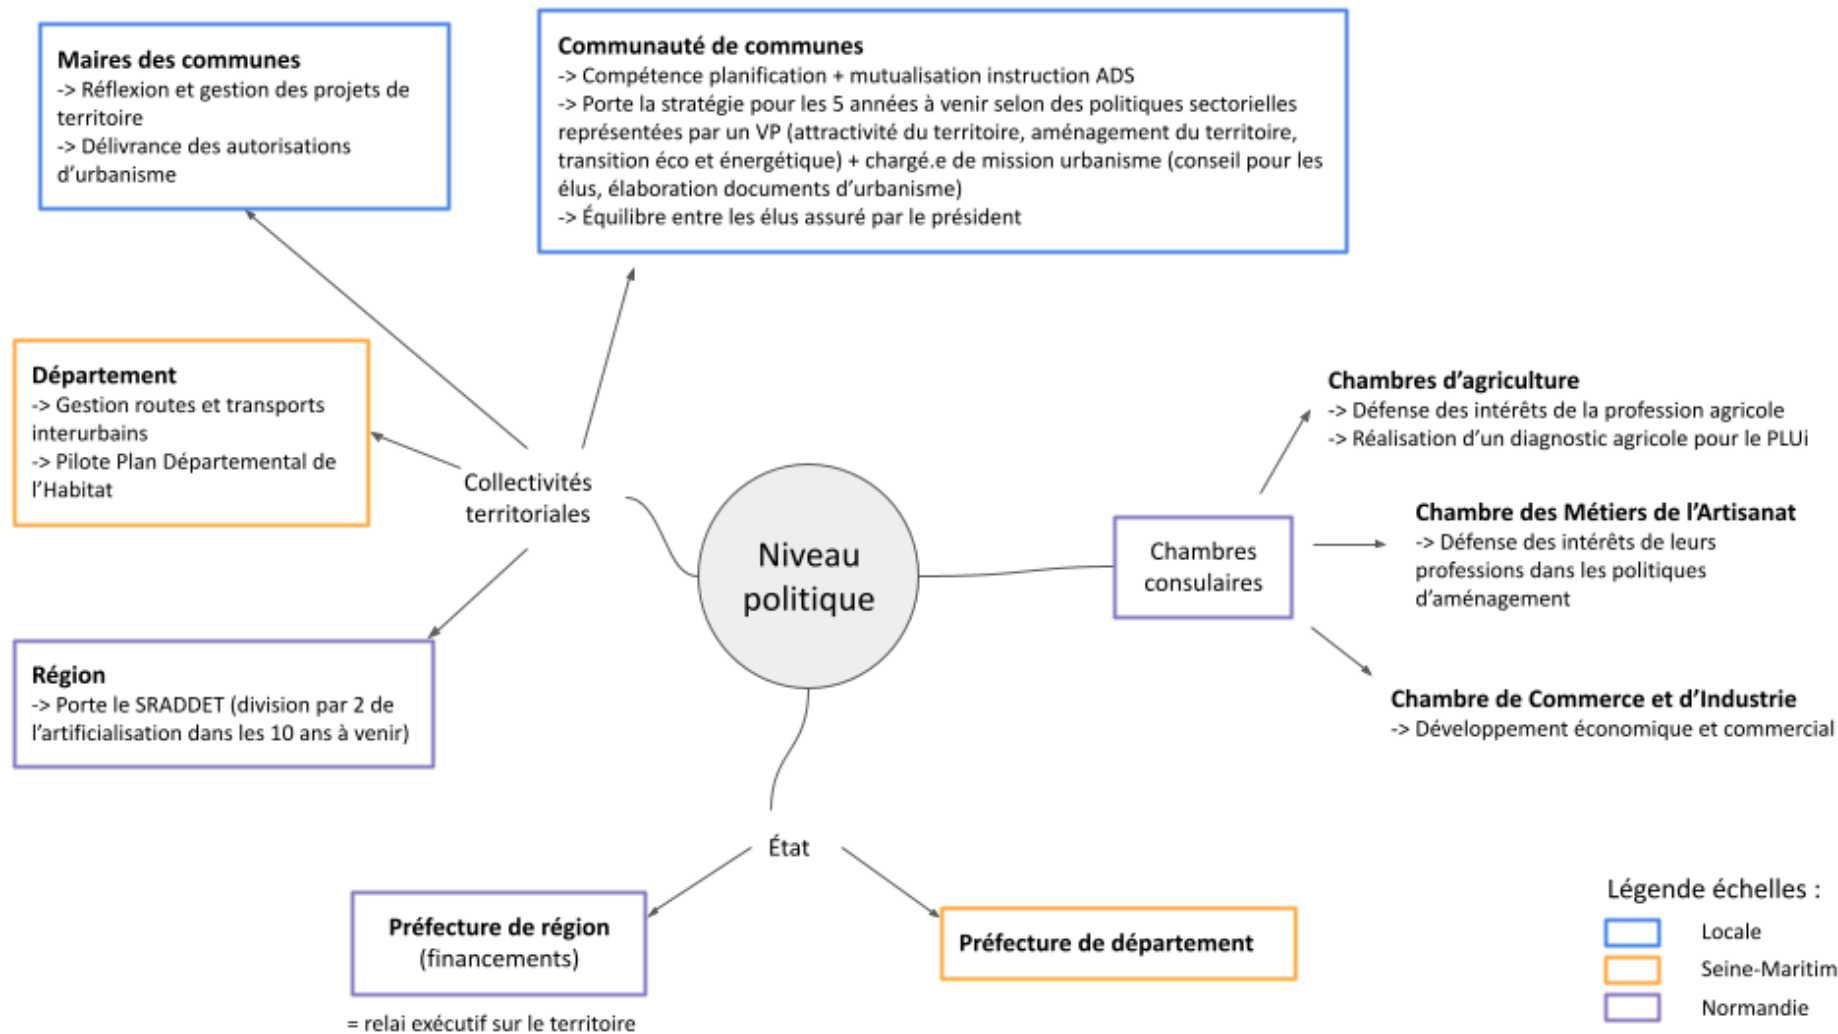 Maires des communes
-> Réflexion et gestion des projets de
territoire
-> Délivrance des autorisations
d'urbanisme
Communauté de communes
-> Compétence planification + mutualisation instruction ADS
-> Porte la stratégie pour les 5 années à venir selon des politiques sectorielles
représentées par un VP (attractivité du territoire, aménagement du territoire,
transition éco et énergétique) + chargé.e de mission urbanisme (conseil pour les
élus, élaboration documents d'urbanisme)
-> Équilibre entre les élus assuré par le président
Département
-> Gestion routes et transports
interurbains
-> Pilote Plan Départemental de
l'Habitat
Collectivités
territoriales
Région
-> Porte le SRADDET (division par 2 de
l'artificialisation dans les 10 ans à venir)
Niveau
politique
Chambres
consulaires
Chambres d'agriculture
-> Défense des intérêts de la profession agricole
-> Réalisation d'un diagnostic agricole pour le PLUi
Chambre des Métiers de l'Artisanat
-> Défense des intérêts de leurs
professions dans les politiques
d'aménagement
Chambre de Commerce et d'Industrie
-> Développement économique et commercial
État
Préfecture de région
(financements)
= relai exécutif sur le territoire
Préfecture de département
Légende échelles :
Locale
Seine-Maritim
Normandie